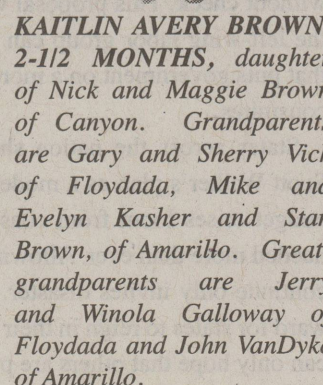 KAITLIN AVERY BROWN
2-1/2 MONTHS, daughter
of Nick and Maggie Brown
of Canyon. Grandparents
are Gary and Sherry Vick
of Floydada, Mike and
Evelyn Kasher and Stan
Brown, of Amarillo. Great-
grandparents are Jerry
and Winola Galloway of
Floydada and John VanDyke
of Amarillo.